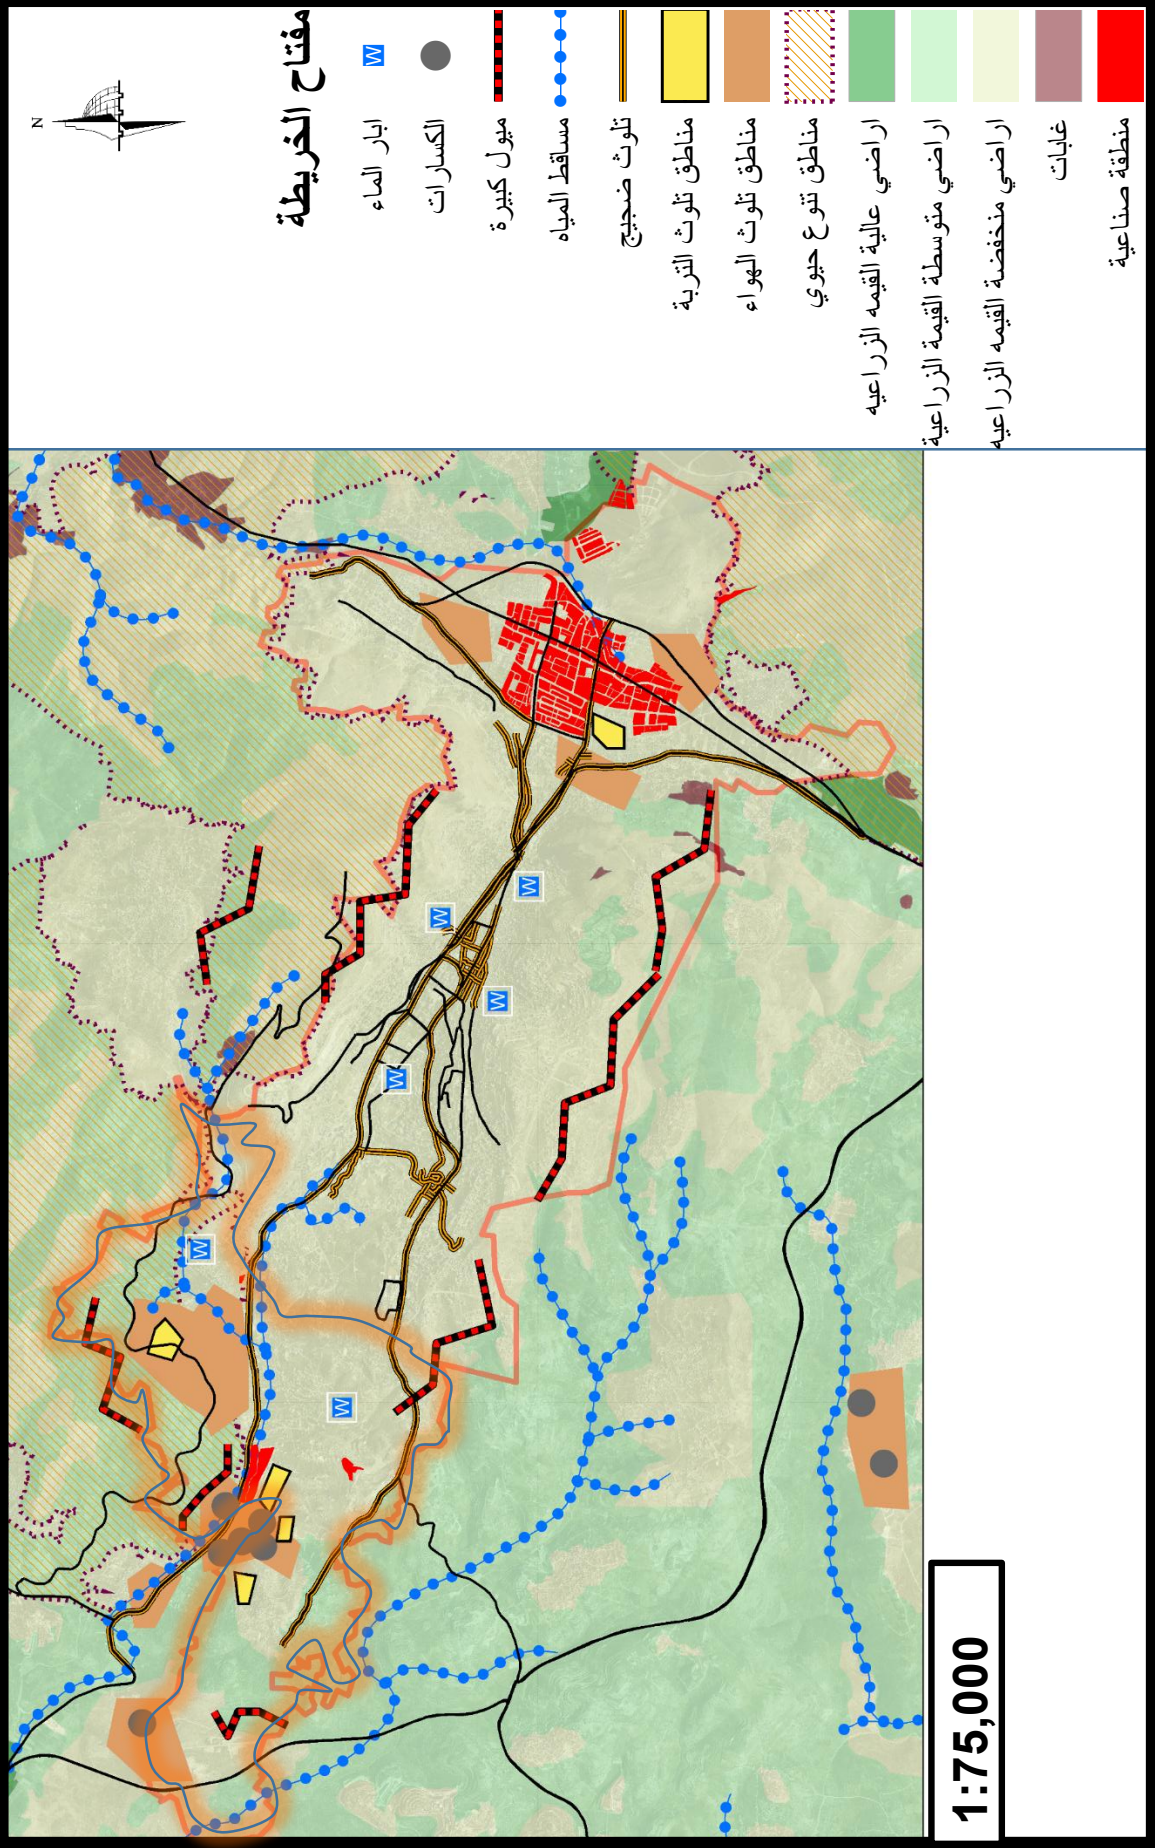 N
مفتاح الخريطة
ابار الماء
الكسارات
ميول كبيرة
مساقط المياه
تلوث ضجيج
مناطق تلوث التربة
مناطق تلوث الهواء
مناطق تنوع حيوي
اراضي عالية القيمه الزراعيه
اراضي متوسطة القيمة الزراعية
اراضي منخفضة القيمه الزراعيه
غابات
منطقة صناعية
W
W
W
W
W
W
W
1:75,000